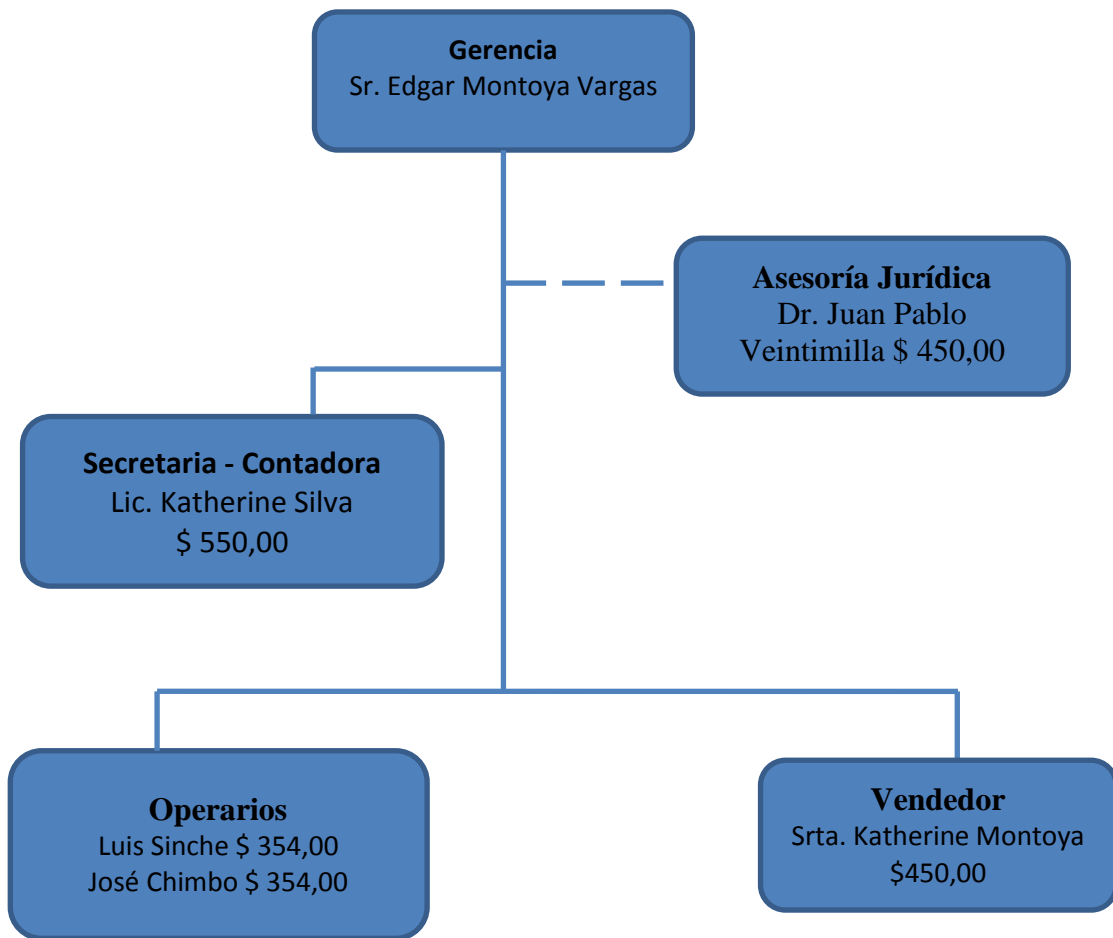 Gerencia
Sr. Edgar Montoya Vargas
Asesoría Jurídica
Dr. Juan Pablo
Veintimilla $ 450,00
Secretaria - Contadora
Lic. Katherine Silva
$ 550,00
Operarios
Luis Sinche $ 354,00
José Chimbo $ 354,00
Vendedor
Srta. Katherine Montoya
$450,00